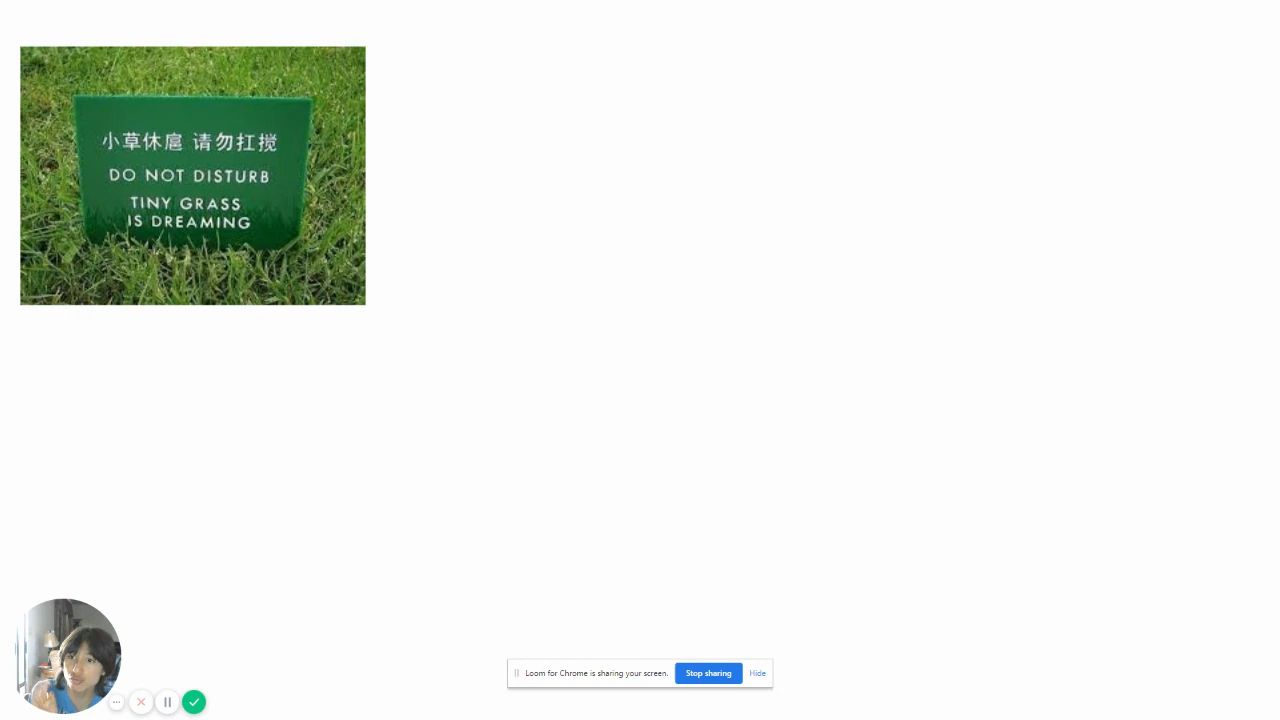 小草休息 请勿打搅
DO NOT DISTURB
TINY GRASS
IS DREAMING
Loom for Chrome is sharing your screen. Stop sharing Hide